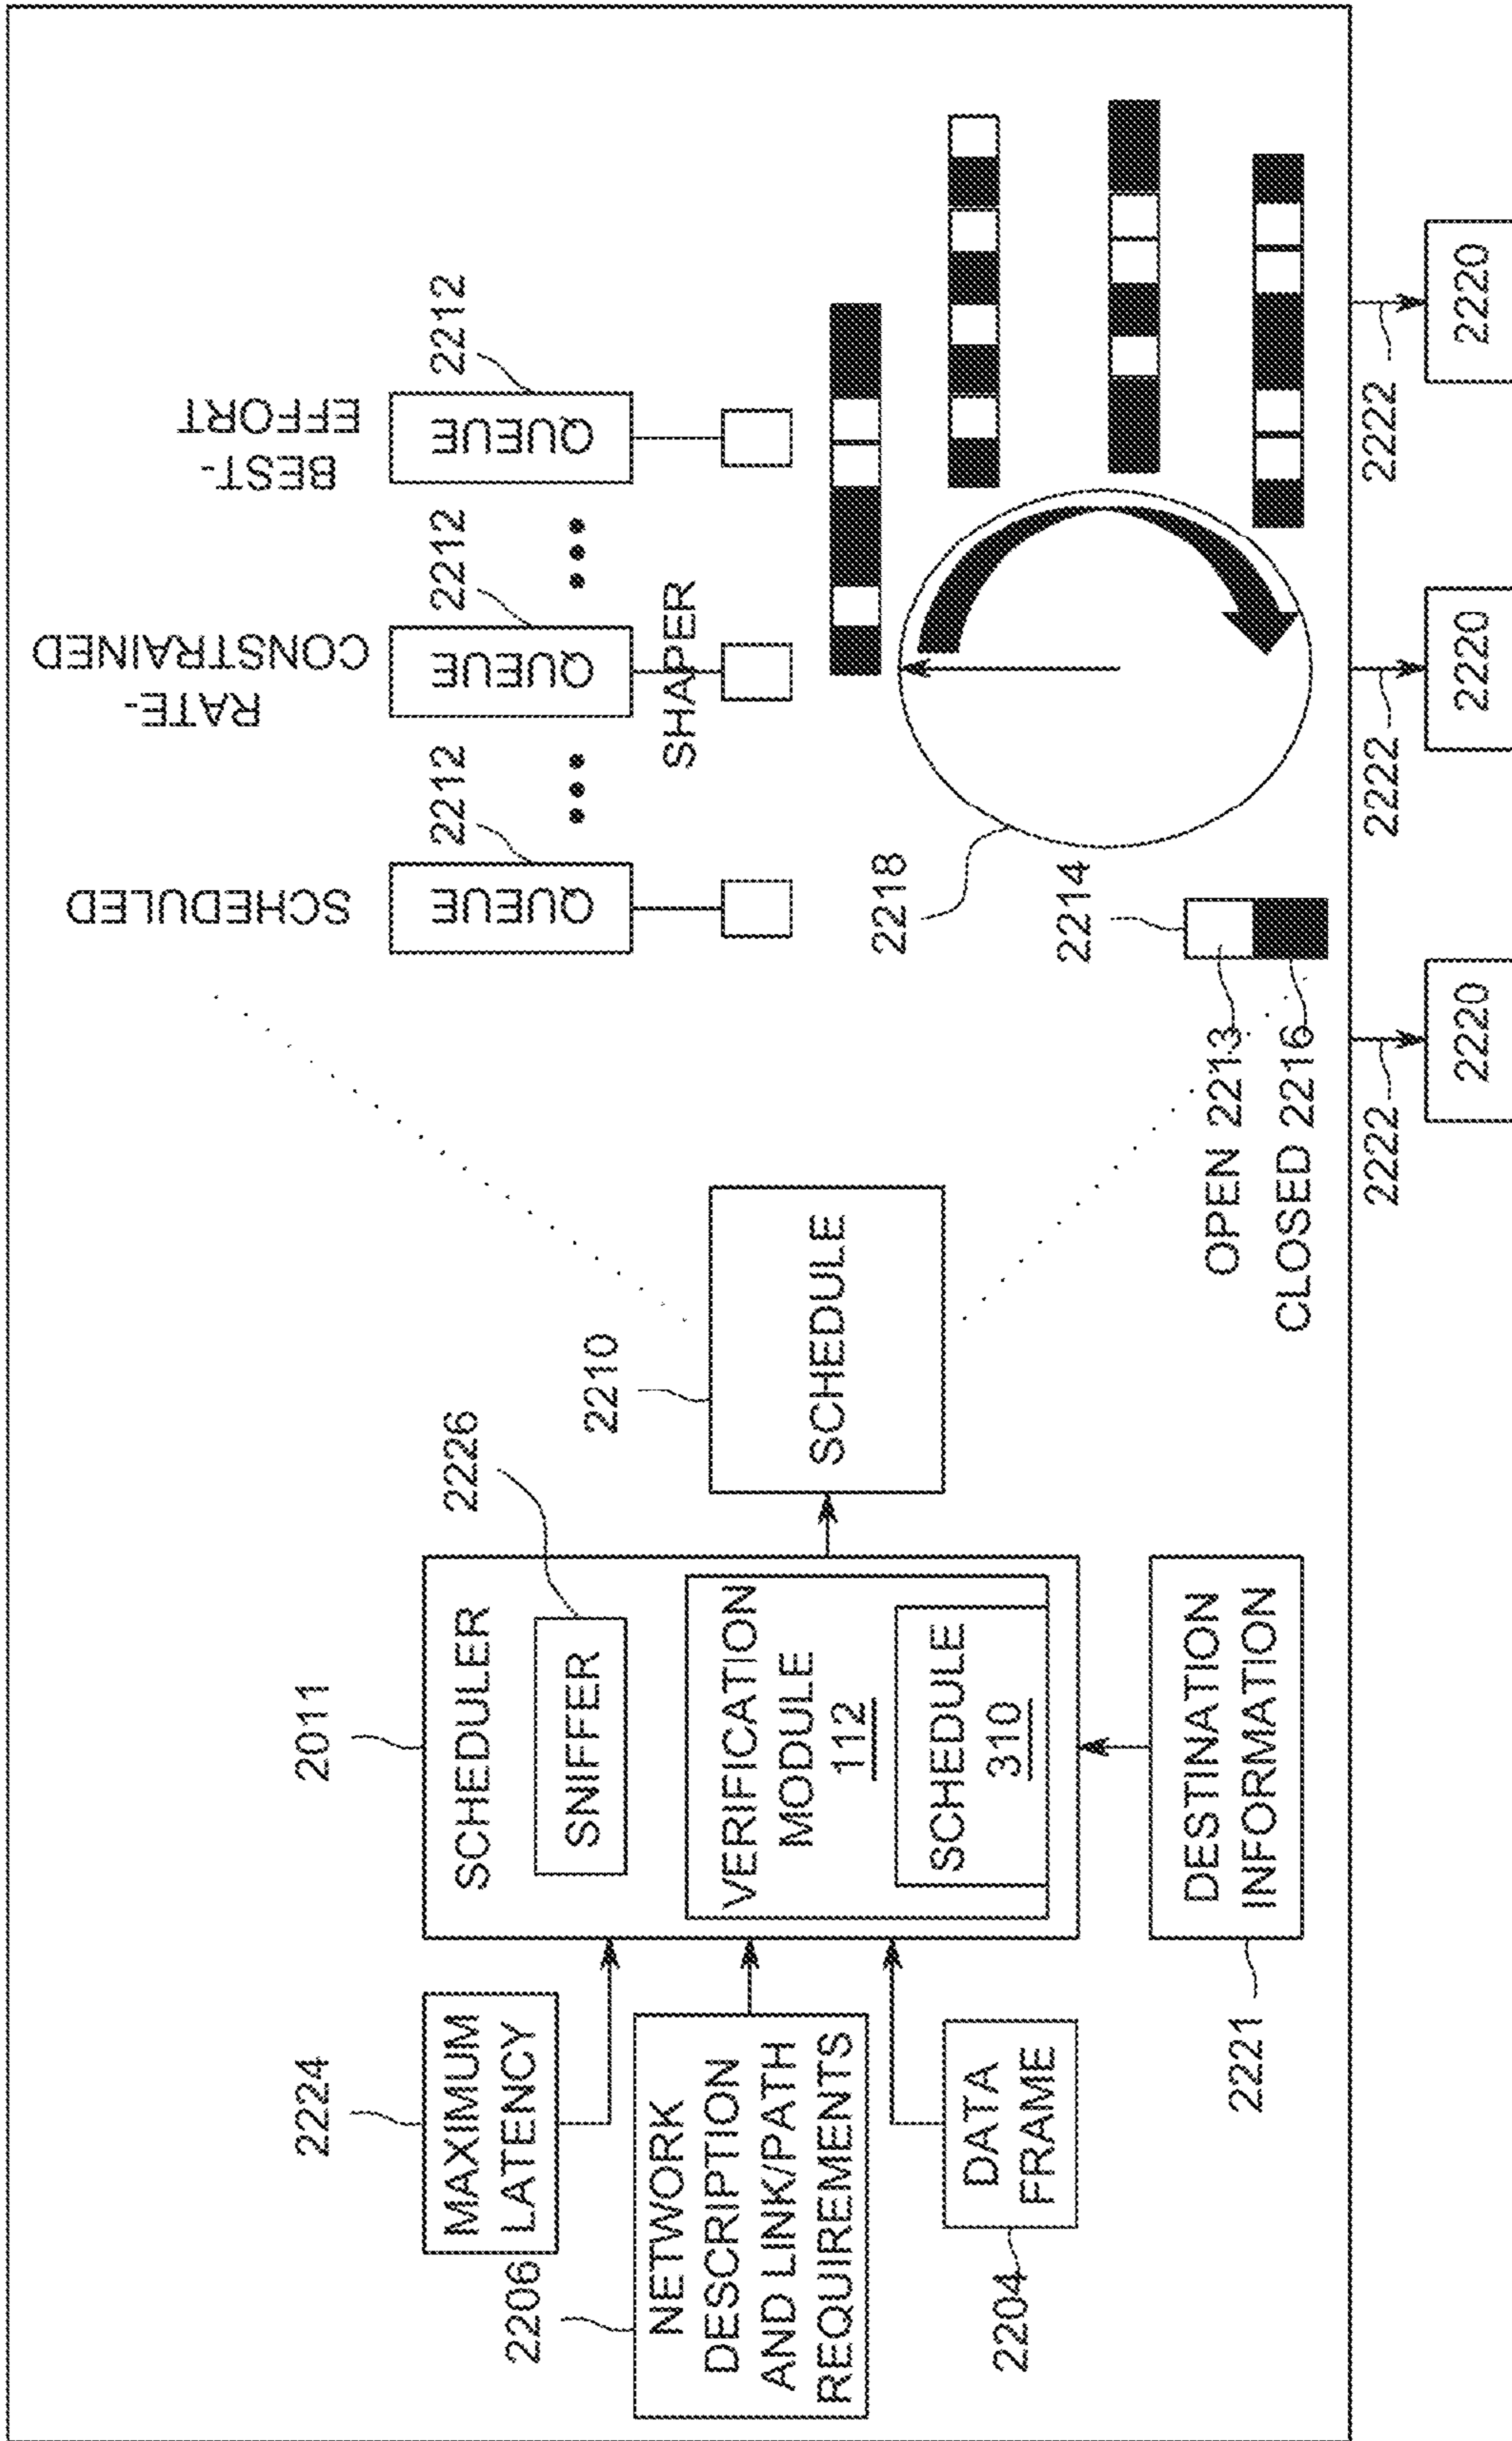 2224
MAXIMUM
LATENCY
2206
NETWORK
DESCRIPTION
AND LINK/PATH
REQUIREMENTS
DATA
FRAME
2204
2011
SCHEDULER
SNIFFER
2226
VERIFICATION
MODULE
112
SCHEDULE
310
DESTINATION
INFORMATION
2221
2210
SCHEDULE
SCHEDULED
2212
QUEUE
RATE-
CONSTRAINED
2212
QUEUE
SHAPER
BEST-
EFFORT
2212
QUEUE
2218
2214
OPEN 2213
CLOSED 2216
2222
2220
2222
2220
2222
2220